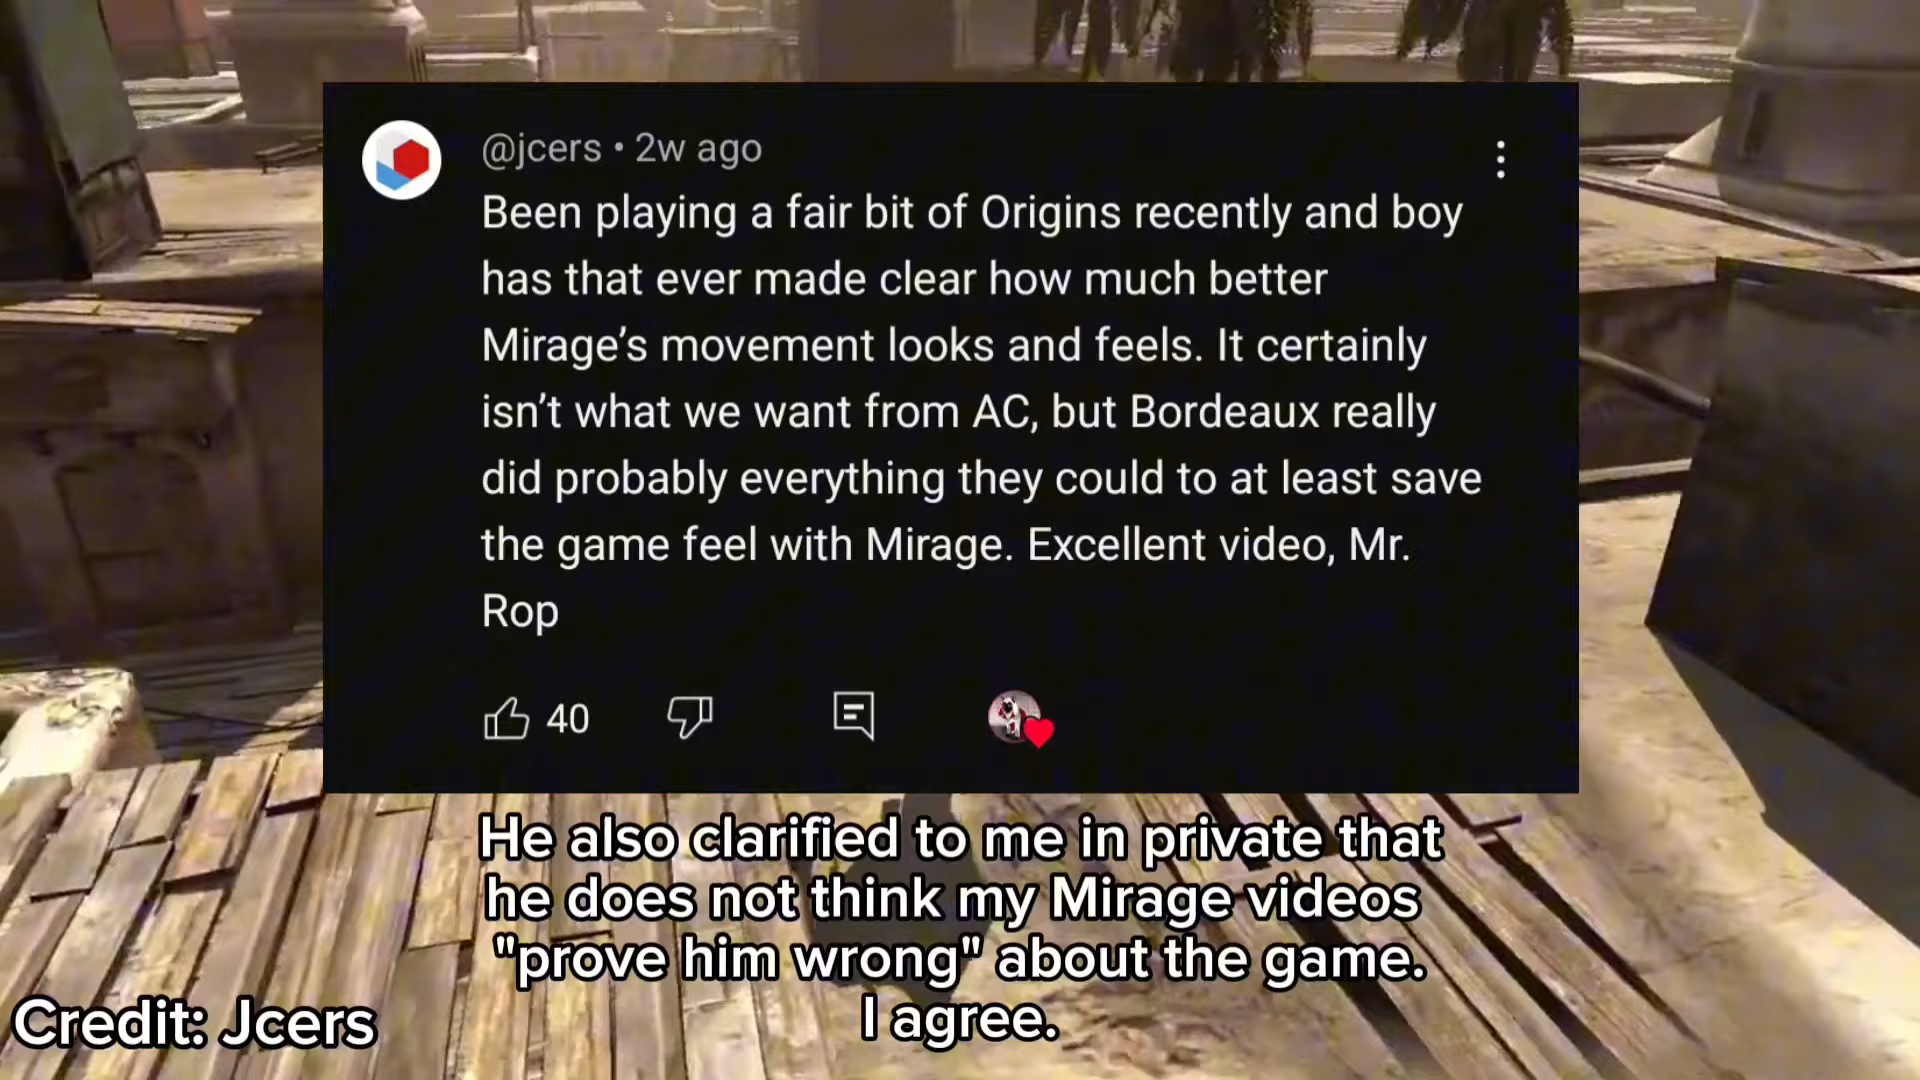 @jcers • 2w ago
Been playing a fair bit of Origins recently and boy
has that ever made clear how much better
Mirage’s movement looks and feels. It certainly
isn’t what we want from AC, but Bordeaux really
did probably everything they could to at least save
the game feel with Mirage. Excellent video, Mr.
Rop
40
He also clarified to me in private that
he does not think my Mirage videos
"prove him wrong" about the game.
I agree.
Credit: Jcers